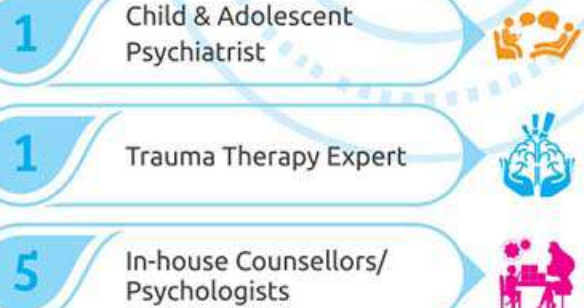 1
Child & Adolescent
Psychiatrist
1
Trauma Therapy Expert
5
In-house Counsellors/
Psychologists